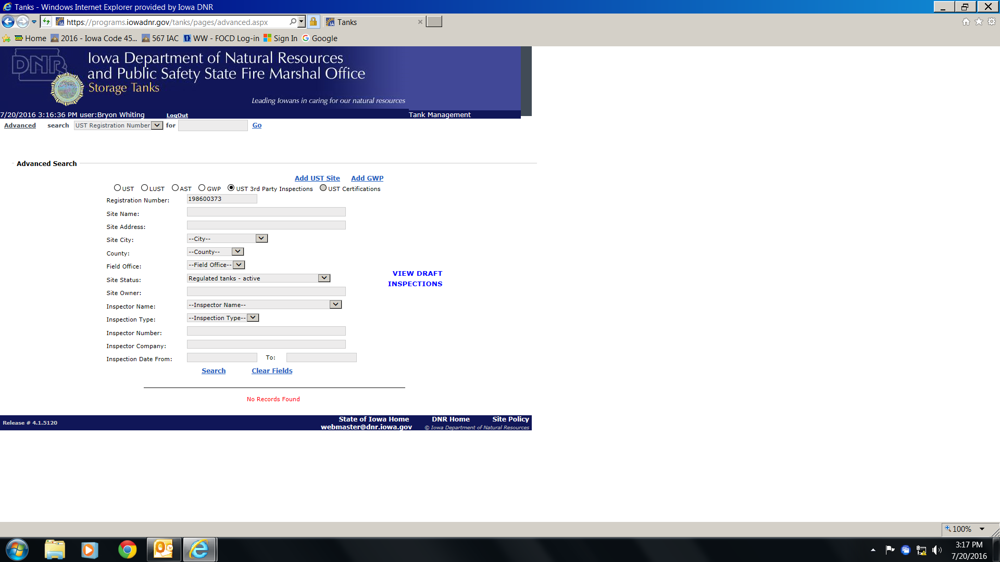 Tanks - Windows Internet Explorer provided by Iowa DNR
https://programs.iowadnr.gov/tanks/pages/advanced.aspx
Tanks
Home 2016 - Iowa Code 45... 567 IAC WW - FOCD Log-in Sign In Google
DNR
Iowa Department of Natural Resources
and Public Safety State Fire Marshal Office
Storage Tanks
Leading Iowans in caring for our natural resources
7/20/2016 3:16:36 PM user:Bryon Whiting LogOut Tank Management
Advanced search UST Registration Number for Go
Advanced Search
Add UST Site Add GWP
UST LUST AST GWP UST 3rd Party Inspections UST Certifications
Registration Number: 198600373
Site Name:
Site Address:
Site City: --City--
County: --County--
Field Office: --Field Office--
VIEW DRAFT
INSPECTIONS
Site Status: Regulated tanks - active
Site Owner:
Inspector Name: --Inspector Name--
Inspection Type: --Inspection Type--
Inspector Number:
Inspector Company:
Inspection Date From: To:
Search Clear Fields
No Records Found
Release # 4.1.5120
State of Iowa Home DNR Home Site Policy
webmaster@dnr.iowa.gov © Iowa Department of Natural Resources
100%
3:17 PM
7/20/2016